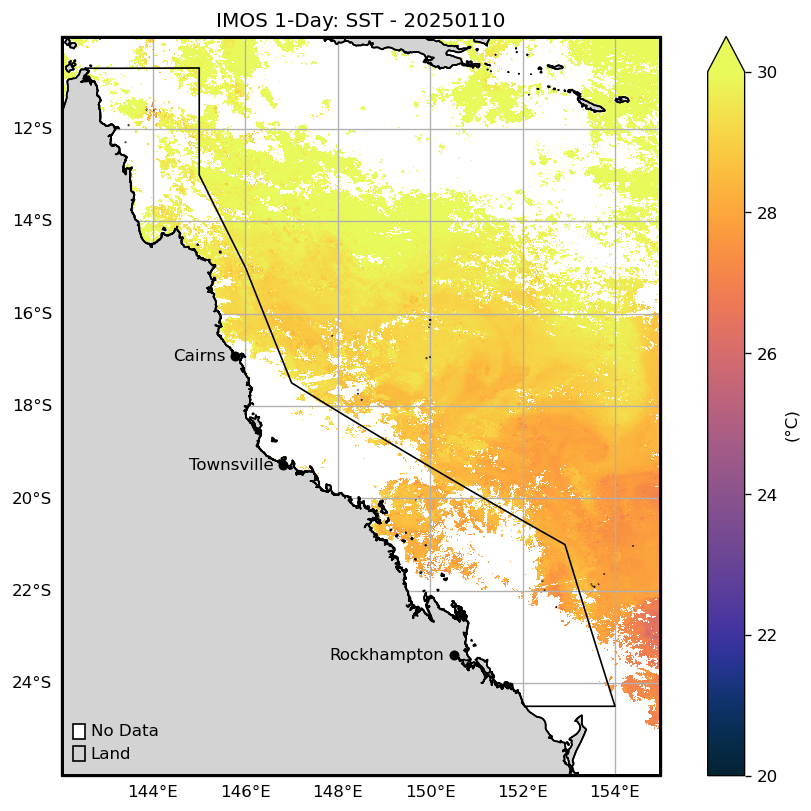 IMOS 1-Day: SST - 20250110
30
12°S
28
14°S
16°S
26
Cairns
(°C)
18°S
Townsville
24
20°S
22°S
22
Rockhampton
24°S
No Data
Land
20
144°E 146°E 148°E 150°E 152°E 154°E